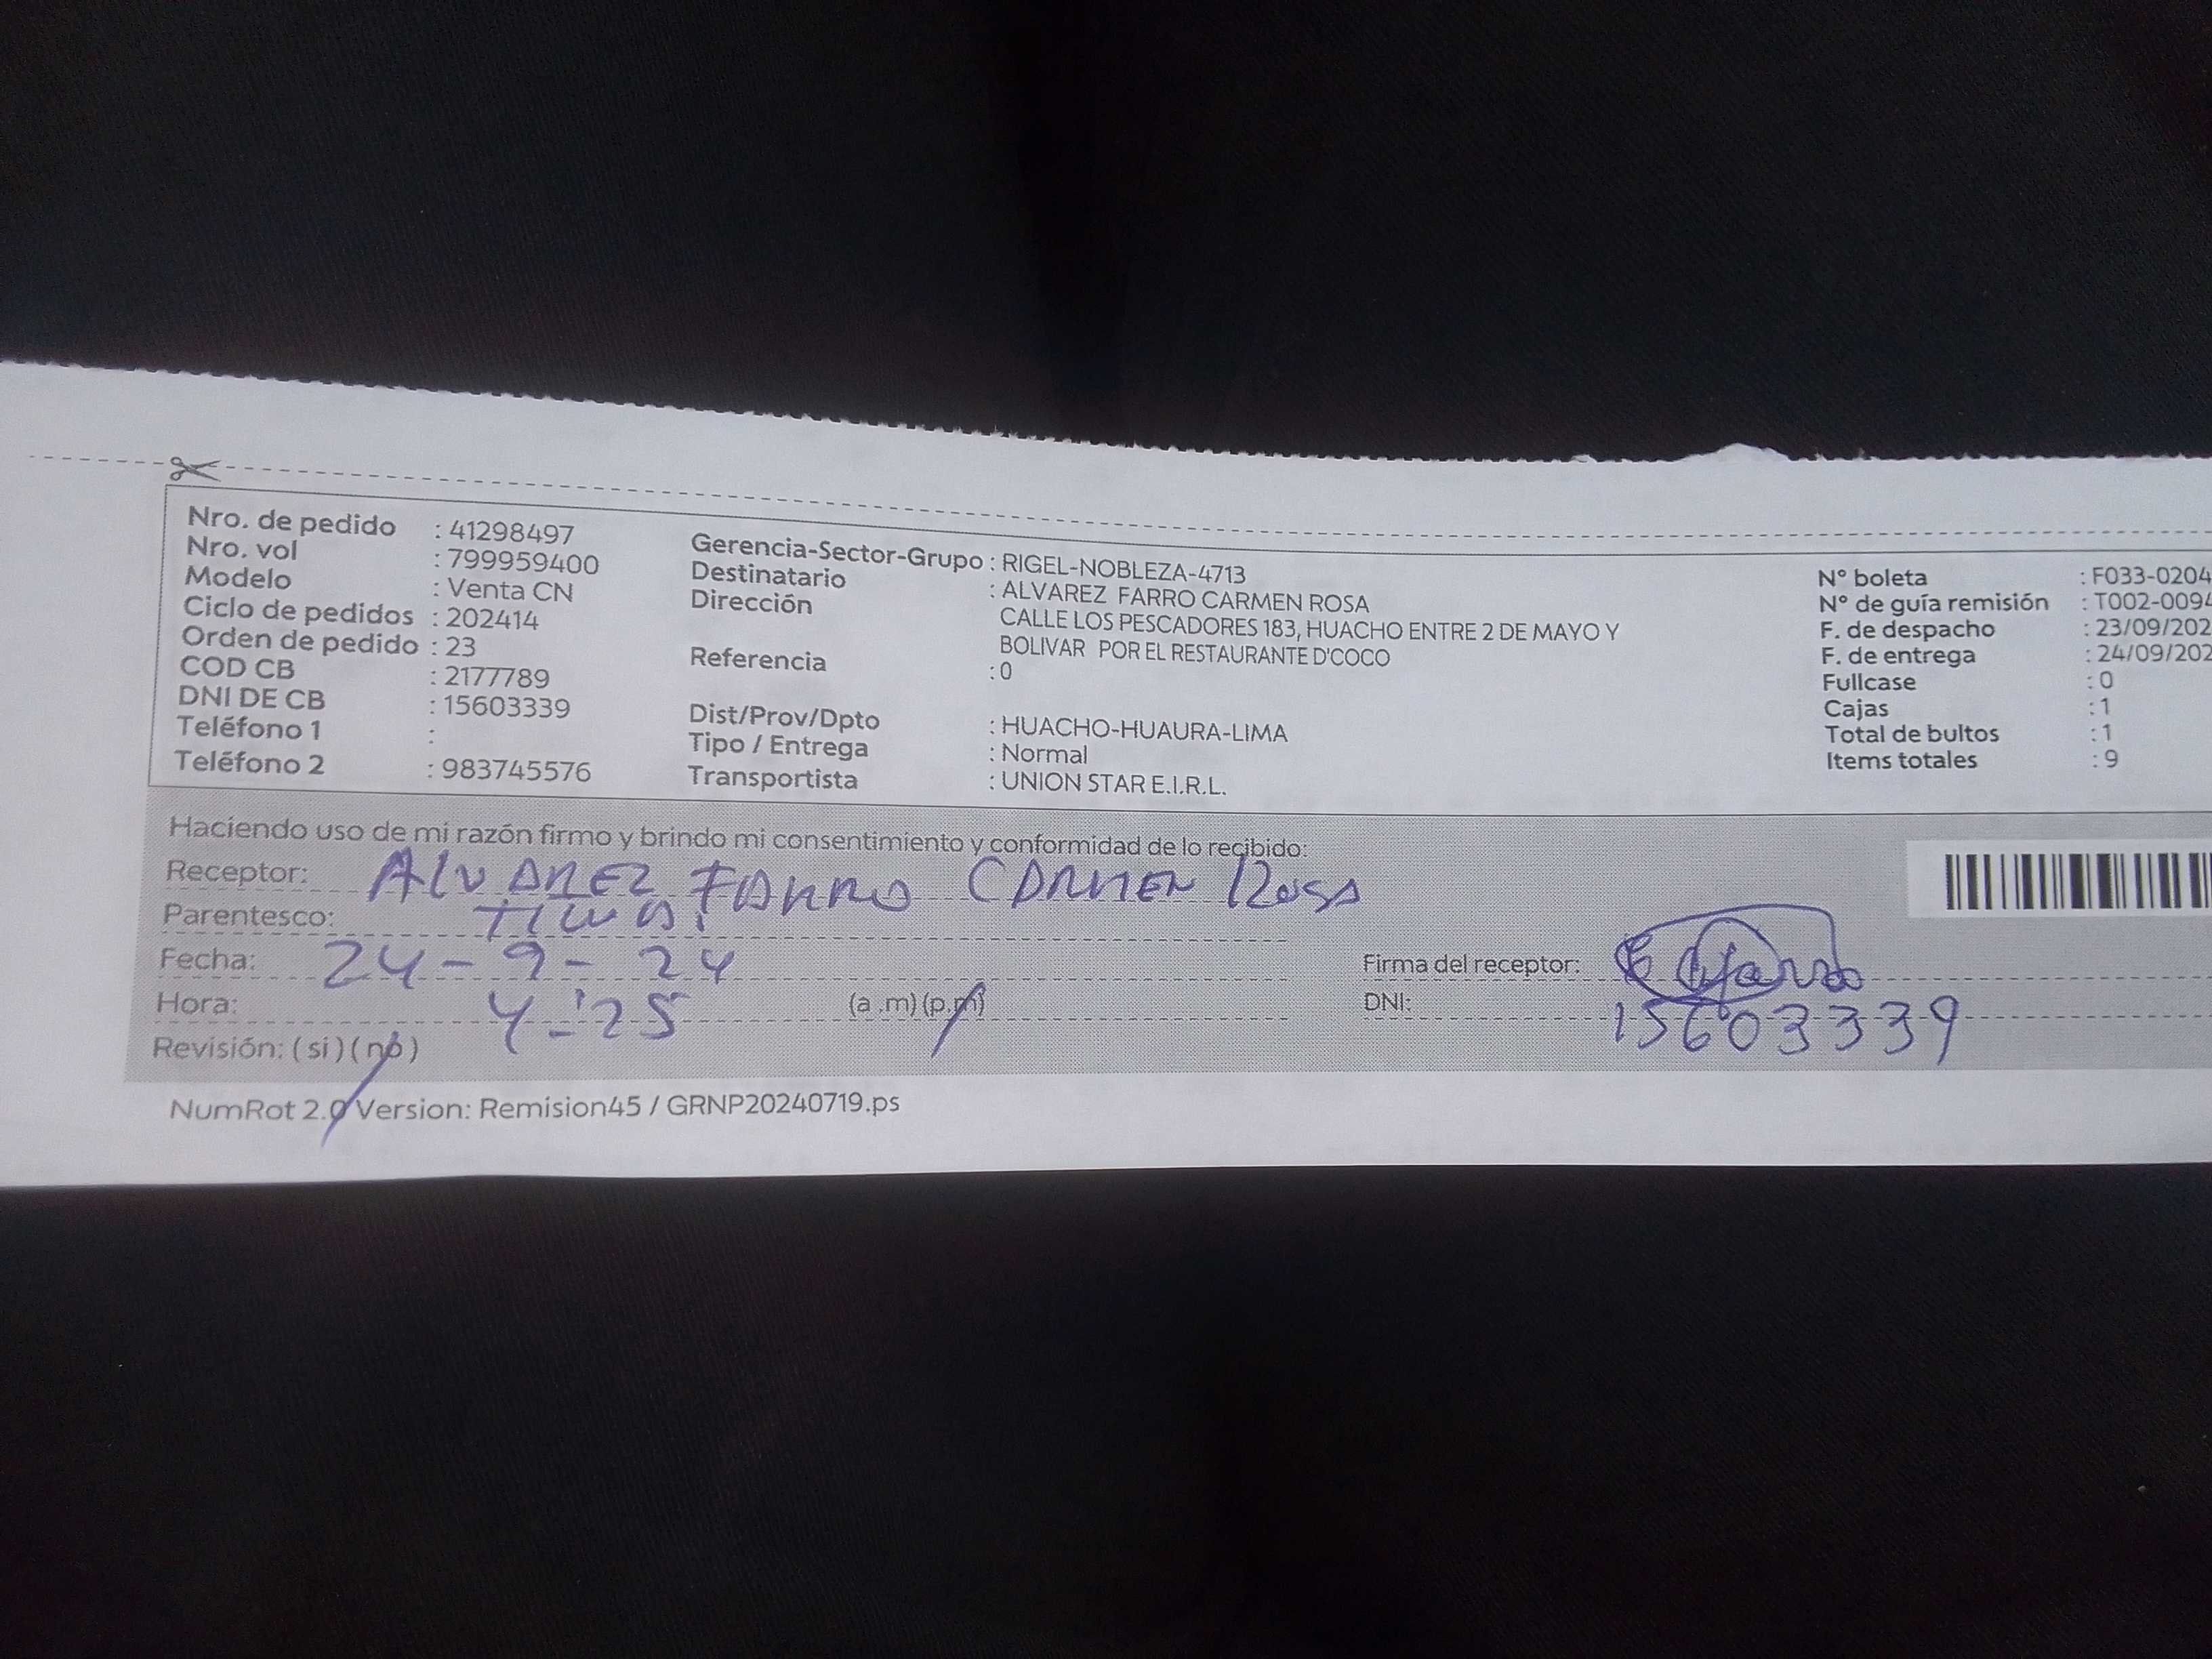 Nro. de pedido : 41298497
Nro. vol : 799959400
Modelo : Venta CN
Ciclo de pedidos : 202414
Orden de pedido : 23
COD CB : 2177789
DNI DE CB : 15603339
Teléfono 1 :
Teléfono 2 : 983745576
Gerencia-Sector-Grupo : RIGEL-NOBLEZA-4713
Destinatario : ALVAREZ FARRO CARMEN ROSA
Dirección CALLE LOS PESCADORES 183, HUACHO ENTRE 2 DE MAYO Y
BOLIVAR POR EL RESTAURANTE D'COCO
Referencia : 0
Dist/Prov/Dpto : HUACHO-HUAURA-LIMA
Tipo / Entrega : Normal
Transportista : UNION STAR E.I.R.L.
N° boleta : F033-0204
N° de guía remisión : T002-0094
F. de despacho : 23/09/202
F. de entrega : 24/09/202
Fullcase : 0
Cajas : 1
Total de bultos : 1
Items totales : 9
Haciendo uso de mi razón firmo y brindo mi consentimiento y conformidad de lo recibido:
Receptor: ALVAREZ FARRO CARMEN ROSA
Parentesco:
Fecha: 24-9-24
Hora: 4:25 (a .m) (p.m)
Revisión: ( si ) ( no )
Firma del receptor:
DNI: 15603339
NumRot 2.0 Version: Remision45 / GRNP20240719.ps